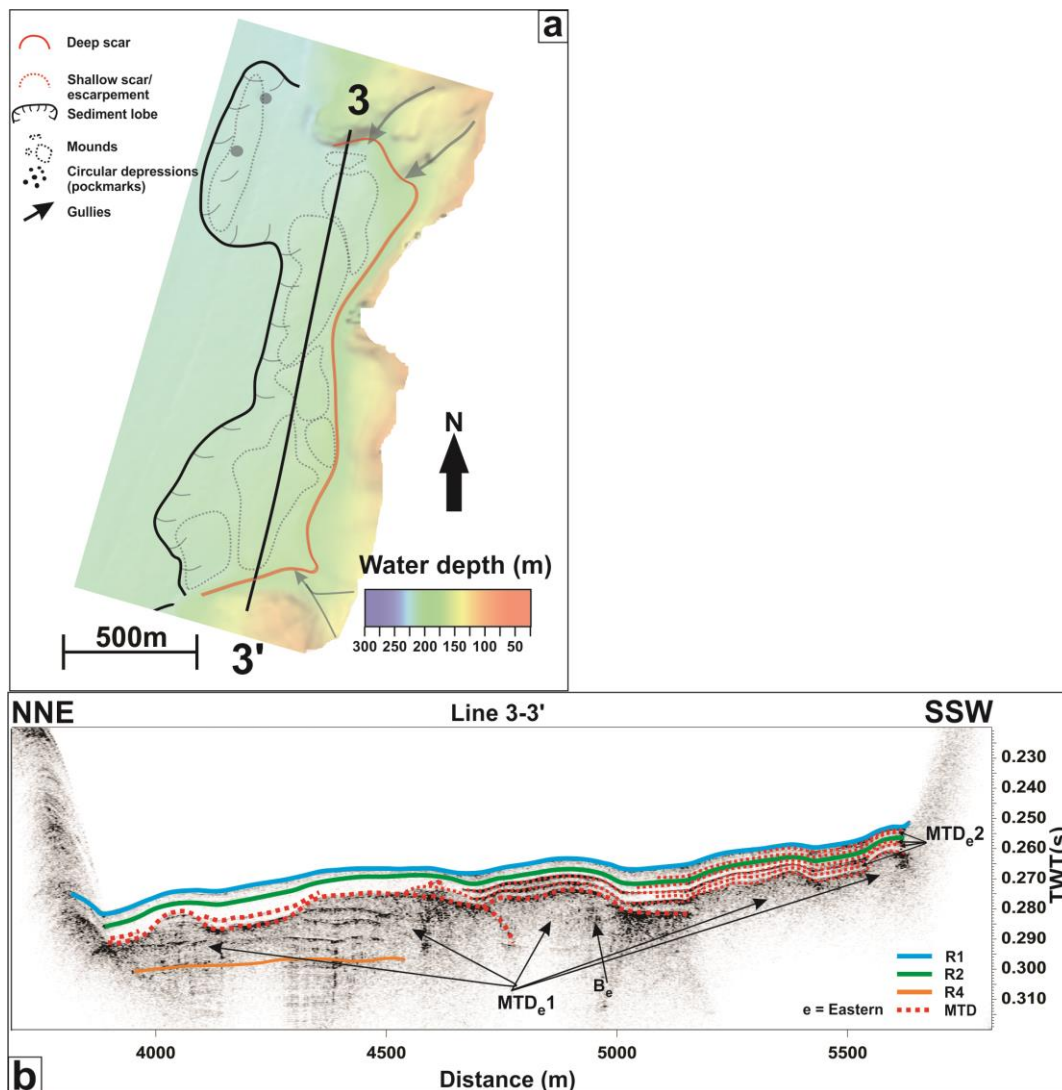 a
Deep scar
Shallow scar/
escarpement
Sediment lobe
Mounds
Circular depressions
(pockmarks)
Gullies
3
N
Water depth (m)
300 250 200 150 100 50
500m
3'
NNE
Line 3-3'
SSW
0.230
0.240
0.250
0.260
0.270
0.280
0.290
0.300
0.310
TWT(s)
MTDe2
MTDe1
Be
R1
R2
R4
e = Eastern
MTD
4000 4500 5000 5500
Distance (m)
b